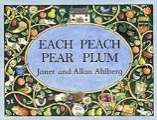 EACH PEACH
PEAR PLUM
Janet and Allan Ahlberg